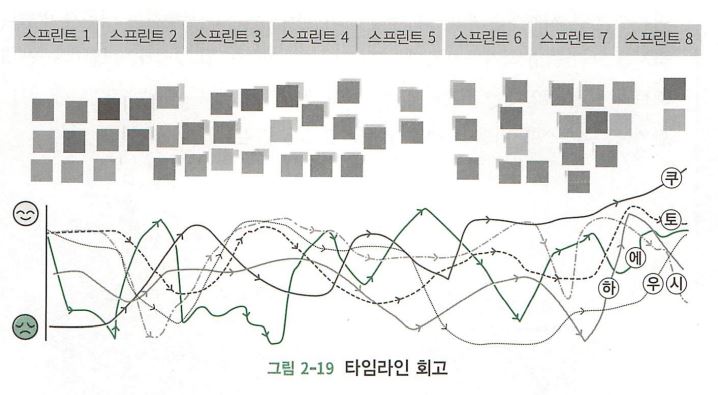 스프린트 1 스프린트 2 스프린트 3 스프린트 4 스프린트 5 스프린트 6 스프린트 7 스프린트 8
쿠
토
에
하 우 시
그림 2-19 타임라인 회고